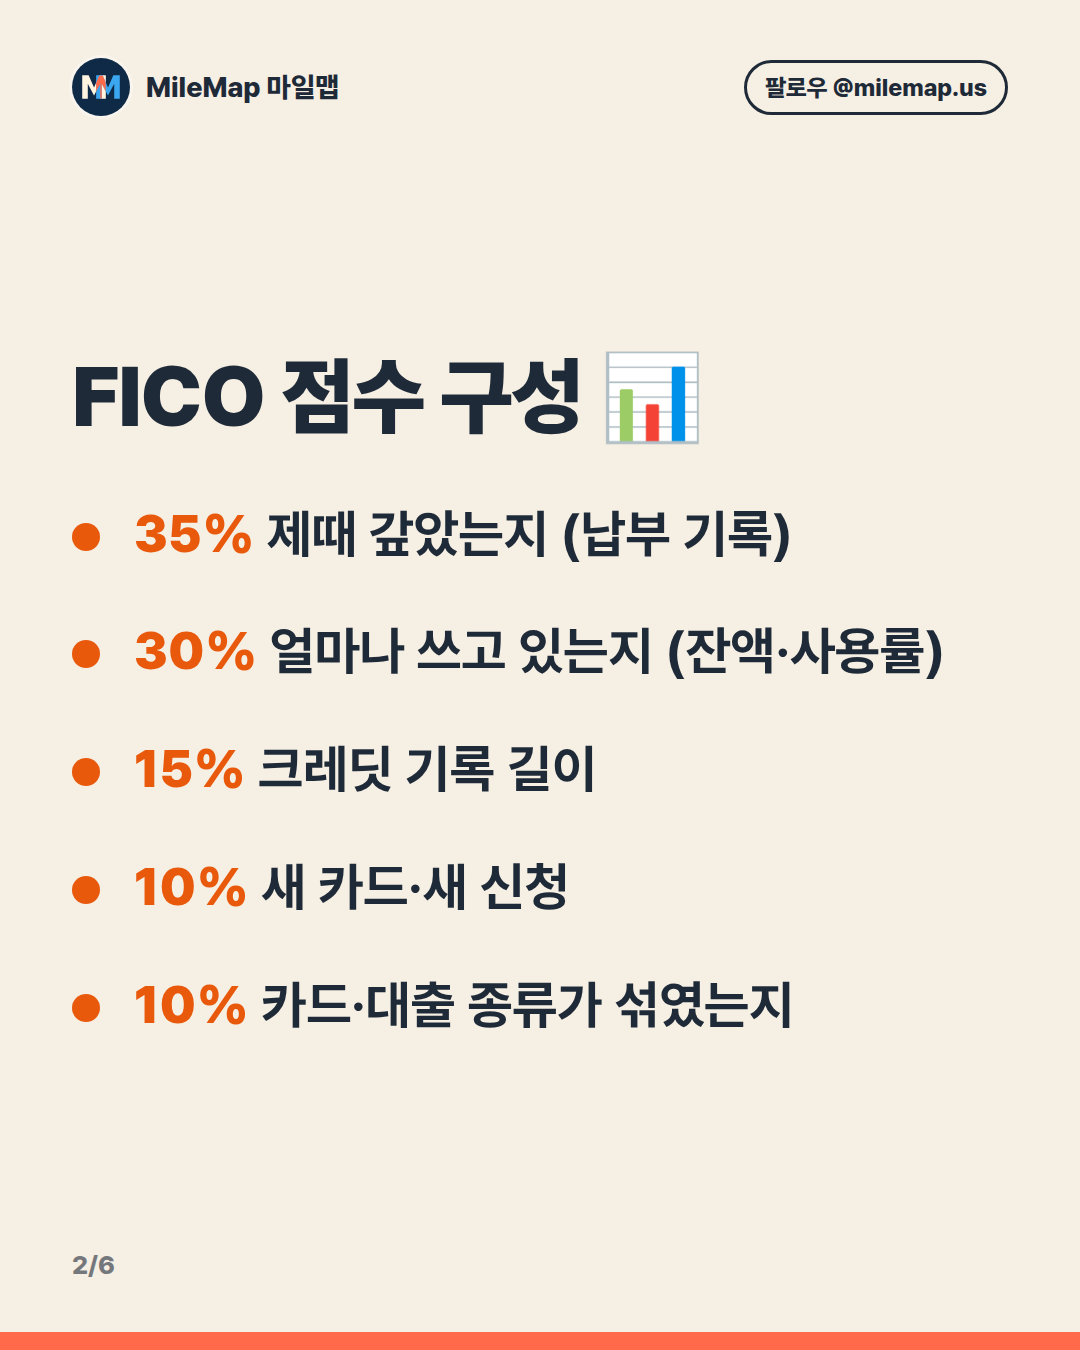 MM
MileMap 마일맵
팔로우 @milemap.us
FICO 점수 구성 📊
35% 제때 갚았는지 (납부 기록)
30% 얼마나 쓰고 있는지 (잔액·사용률)
15% 크레딧 기록 길이
10% 새 카드·새 신청
10% 카드·대출 종류가 섞였는지
2/6